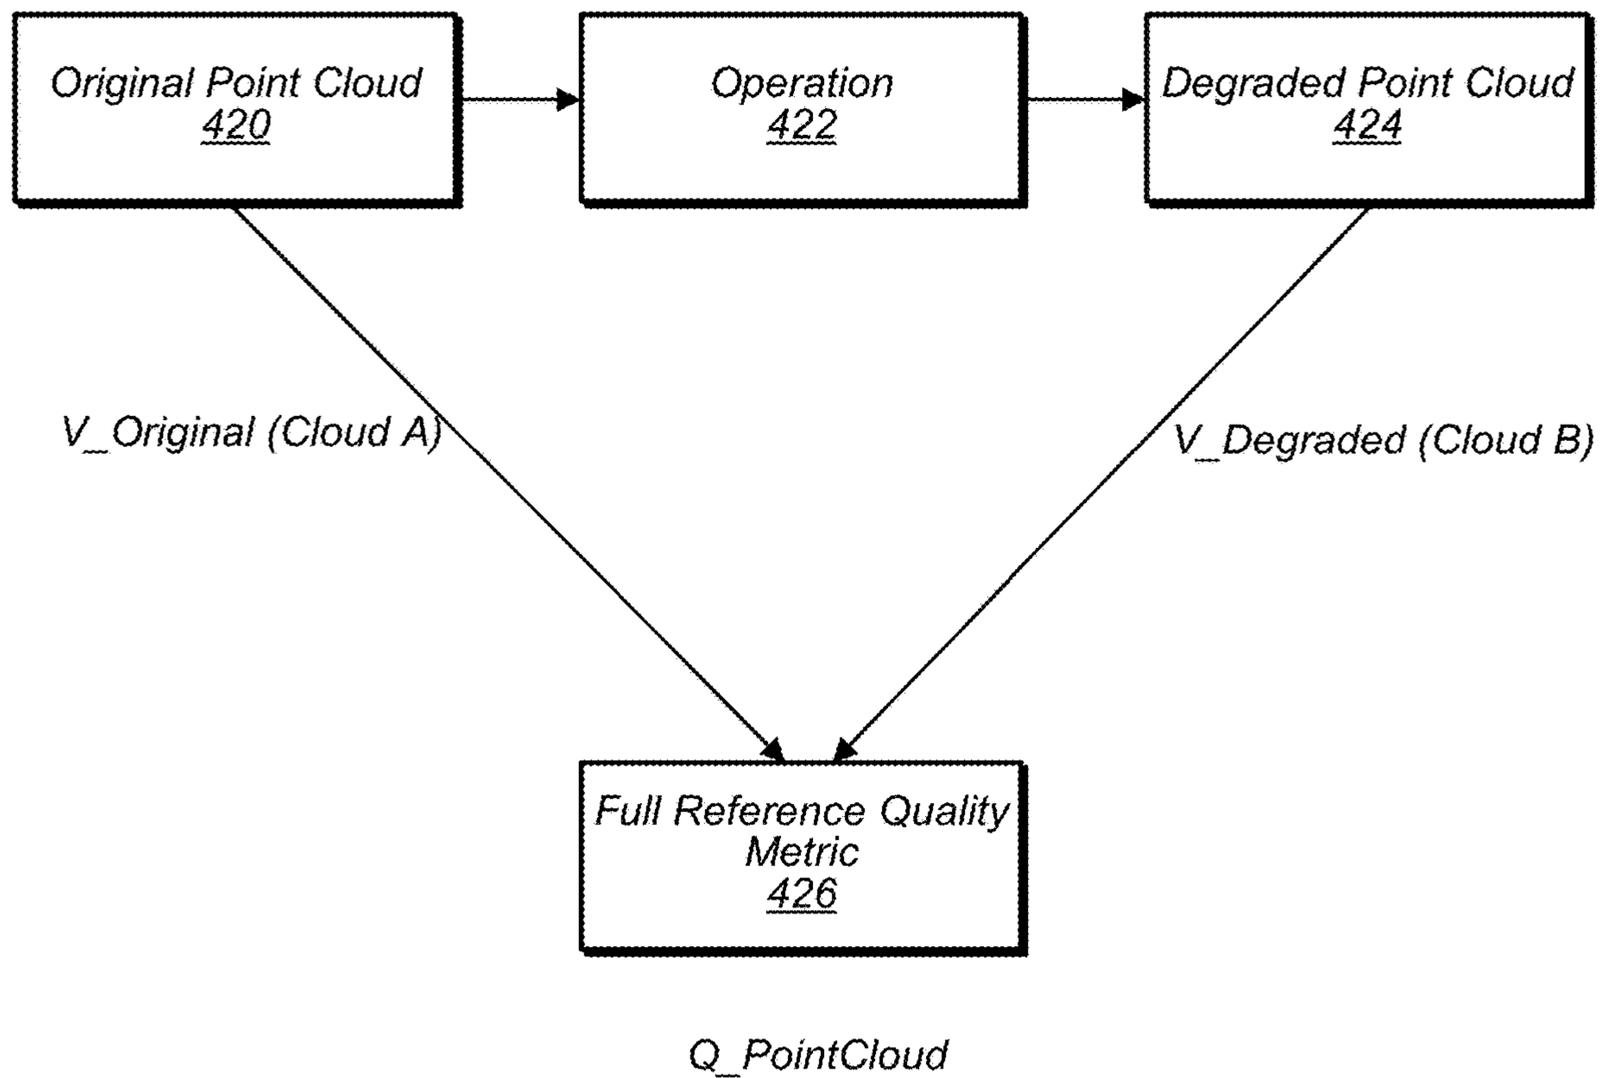 Original Point Cloud
420
Operation
422
Degraded Point Cloud
424
V_Original (Cloud A)
V_Degraded (Cloud B)
Full Reference Quality
Metric
426
Q_PointCloud